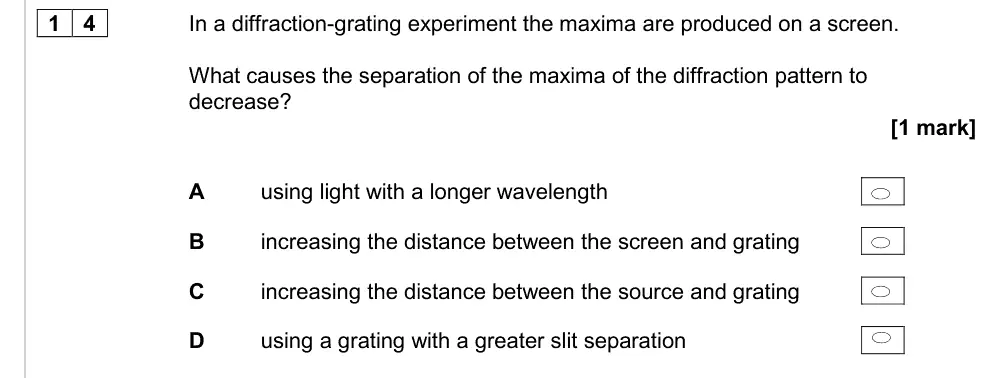 1 4 In a diffraction-grating experiment the maxima are produced on a screen.
What causes the separation of the maxima of the diffraction pattern to
decrease?
[1 mark]
A using light with a longer wavelength
B increasing the distance between the screen and grating
C increasing the distance between the source and grating
D using a grating with a greater slit separation